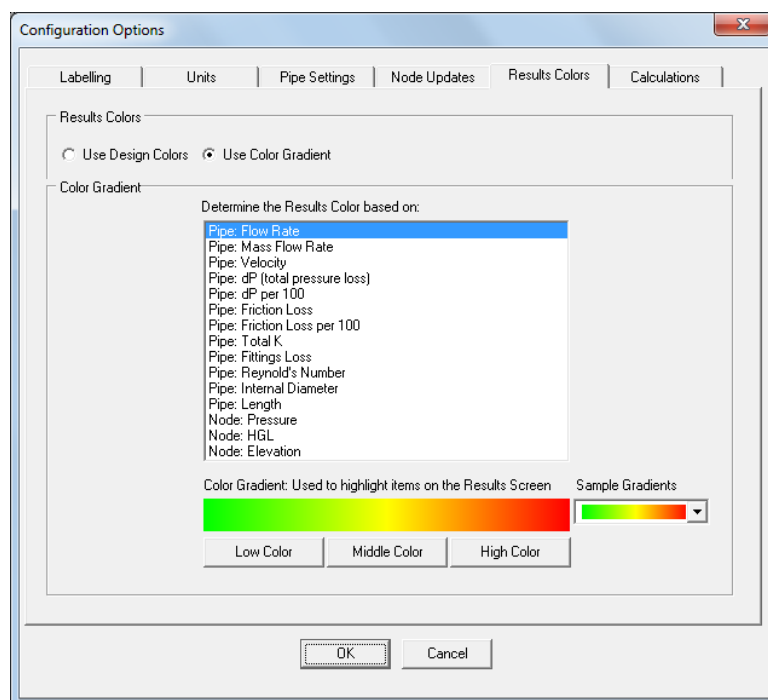 Configuration Options
Labelling
Units
Pipe Settings
Node Updates
Results Colors
Calculations
Results Colors
Use Design Colors
Use Color Gradient
Color Gradient
Determine the Results Color based on:
Pipe: Flow Rate
Pipe: Mass Flow Rate
Pipe: Velocity
Pipe: dP (total pressure loss)
Pipe: dP per 100
Pipe: Friction Loss
Pipe: Friction Loss per 100
Pipe: Total K
Pipe: Fittings Loss
Pipe: Reynold's Number
Pipe: Internal Diameter
Pipe: Length
Node: Pressure
Node: HGL
Node: Elevation
Color Gradient: Used to highlight items on the Results Screen
Sample Gradients
Low Color
Middle Color
High Color
OK
Cancel